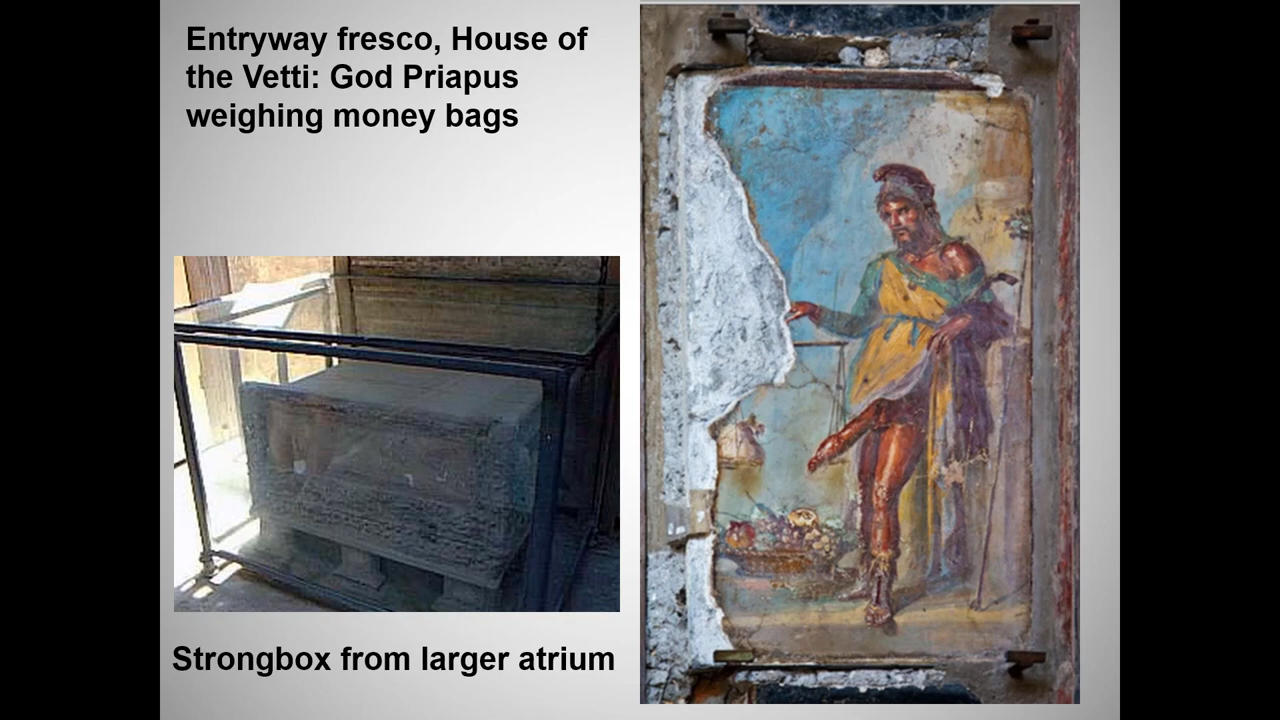 Entryway fresco, House of
the Vetti: God Priapus
weighing money bags
Strongbox from larger atrium